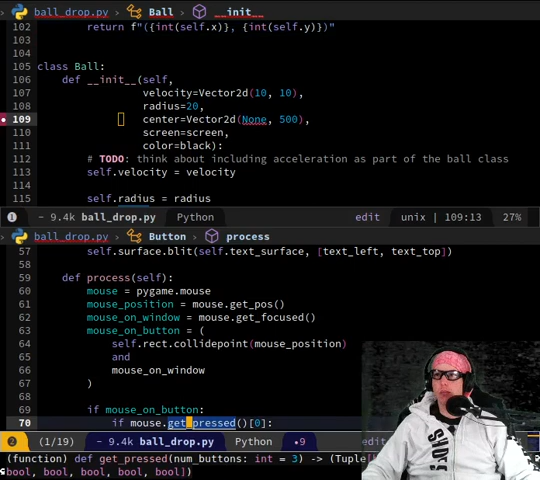 ball_drop.py › Ball › __init__
102 return f"({int(self.x)}, {int(self.y)})"
103
104
105 class Ball:
106 def __init__(self,
107 velocity=Vector2d(10, 10),
108 radius=20,
109 center=Vector2d(None, 500),
110 screen=screen,
111 color=black):
112 # TODO: think about including acceleration as part of the ball class
113 self.velocity = velocity
114
115 self.radius = radius
1 - 9.4k ball_drop.py Python edit unix | 109:13 27%
ball_drop.py › Button › process
57 self.surface.blit(self.text_surface, [text_left, text_top])
58
59 def process(self):
60 mouse = pygame.mouse
61 mouse_position = mouse.get_pos()
62 mouse_on_window = mouse.get_focused()
63 mouse_on_button = (
64 self.rect.collidepoint(mouse_position)
65 and
66 mouse_on_window
67 )
68
69 if mouse_on_button:
70 if mouse.get_pressed()[0]:
2 (1/19) - 9.4k ball_drop.py Python •9 edit
(function) def get_pressed(num_buttons: int = 3) -> (Tuple[
bool, bool, bool, bool, bool])
SIDE